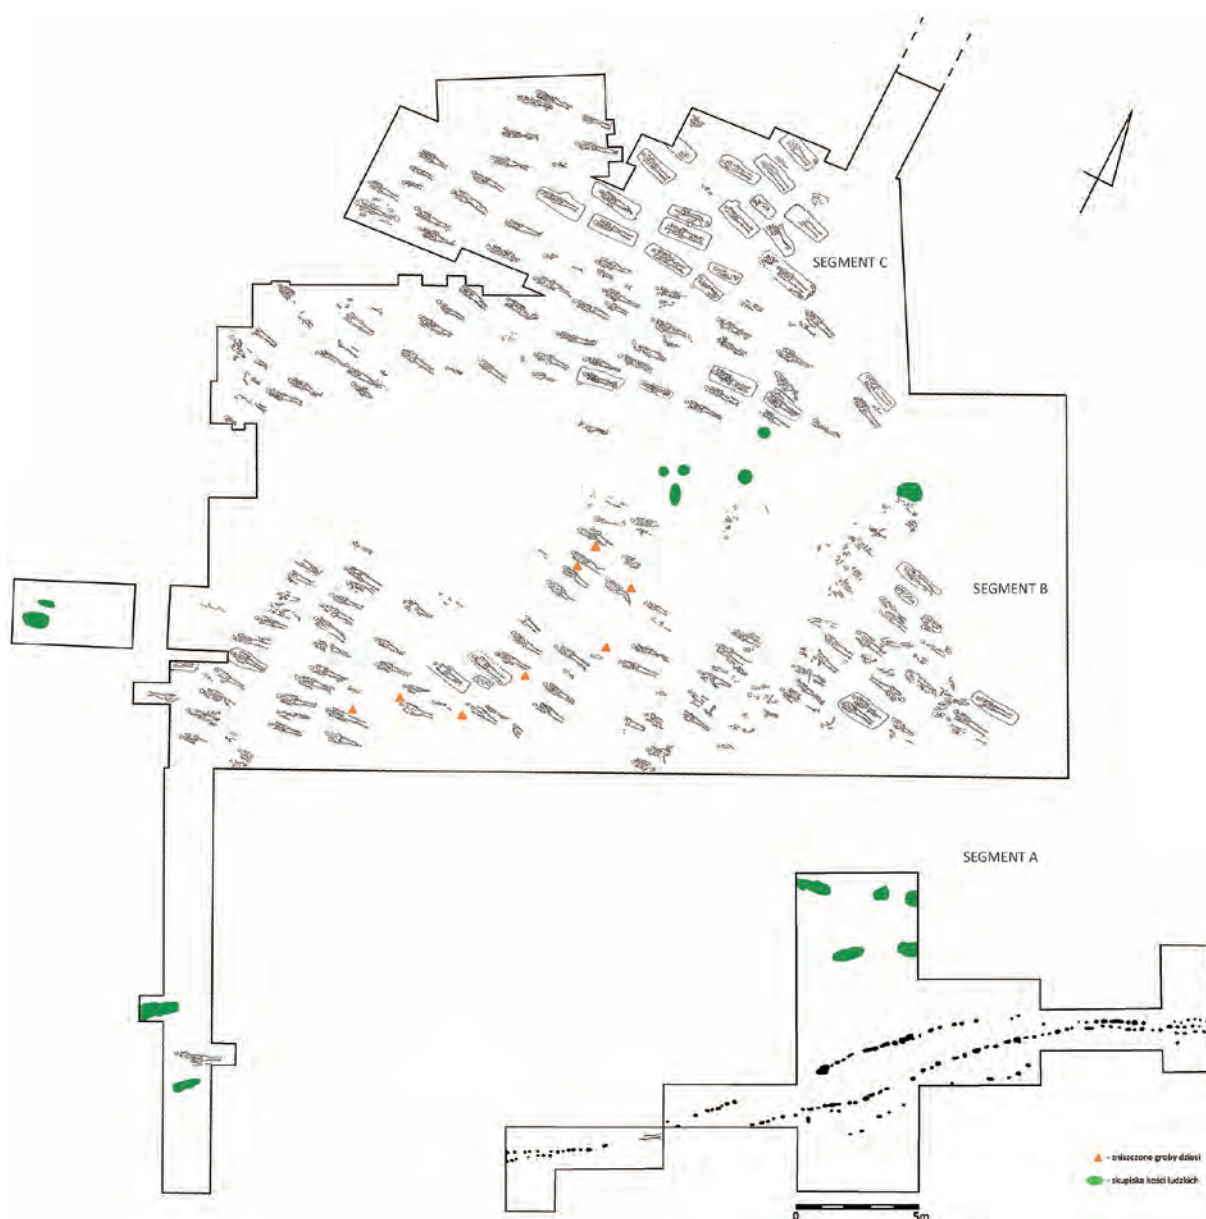 SEGMENT C
SEGMENT B
SEGMENT A
- zniszczone groby dzieci
- skupiska kości ludzkich
0 5m